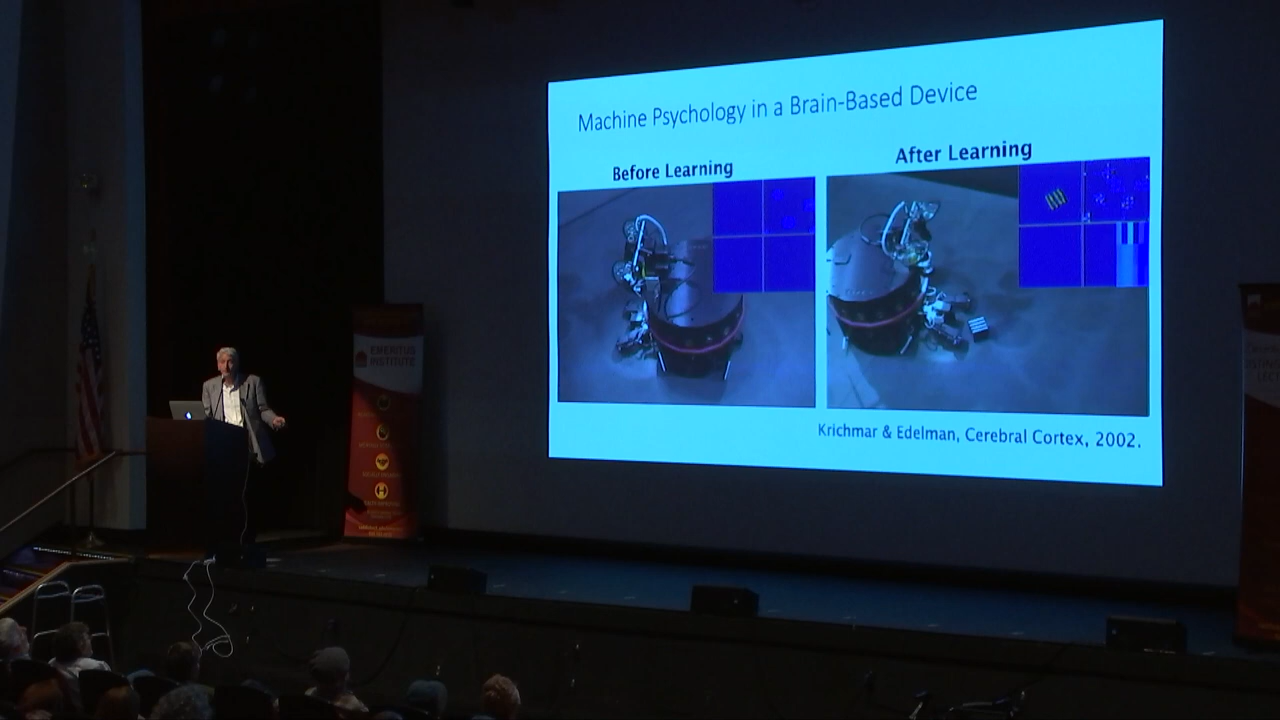 Machine Psychology in a Brain-Based Device
Before Learning
After Learning
Krichmar & Edelman, Cerebral Cortex, 2002.
EMERITUS
INSTITUTE